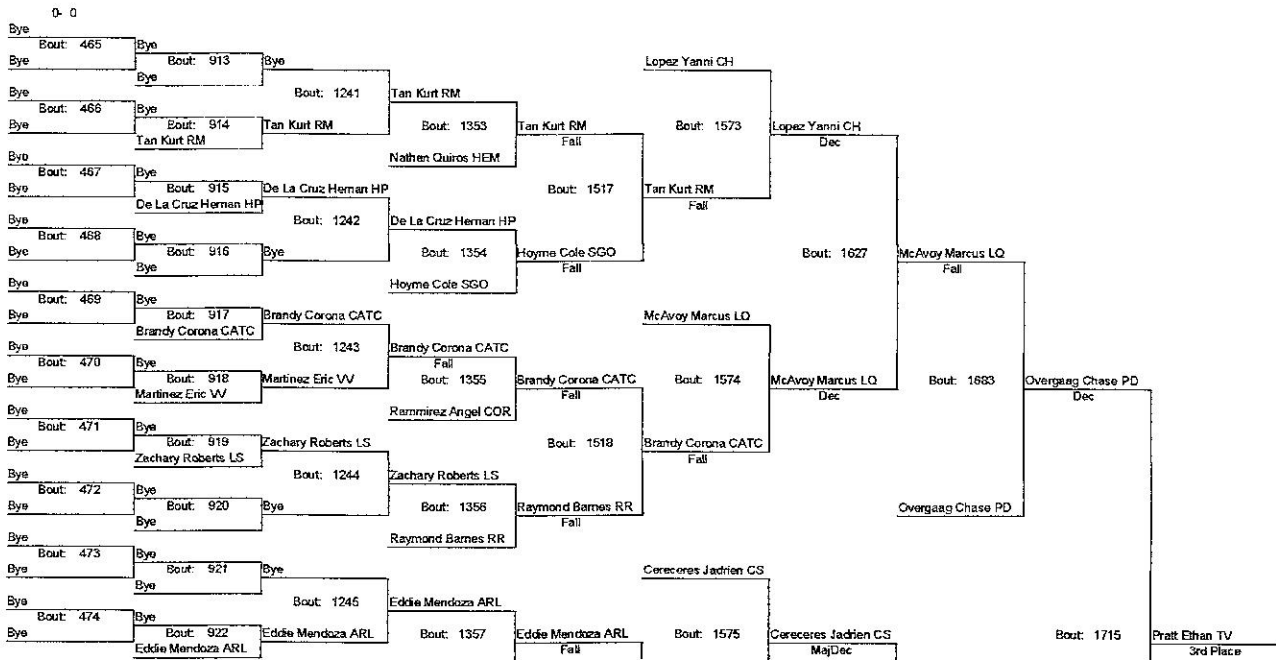 0- 0
Bye
Bout: 465
Bye
Bye
Bout: 913
Bye
Bye
Bout: 466
Bye
Bye
Bout: 914
Tan Kurt RM
Bye
Bout: 1241
Tan Kurt RM
Tan Kurt RM
Bout: 1353
Nathen Quiros HEM
Tan Kurt RM
Fall
Bye
Bout: 467
Bye
Bye
Bout: 915
De La Cruz Hernan HP
De La Cruz Hernan HP
Bout: 1242
Bye
Bye
Bout: 468
Bye
Bye
Bout: 916
Bye
De La Cruz Hernan HP
Bout: 1354
Hoyme Cole SGO
Hoyme Cole SGO
Fall
Bout: 1517
Tan Kurt RM
Fall
Lopez Yanni CH
Bout: 1573
Lopez Yanni CH
Dec
Bye
Bout: 469
Bye
Bye
Bout: 917
Brandy Corona CATC
Brandy Corona CATC
Bout: 1243
Martinez Eric VV
Bye
Bout: 470
Bye
Bye
Bout: 918
Martinez Eric VV
Brandy Corona CATC
Fall
Bout: 1355
Rammirez Angel COR
Brandy Corona CATC
Fall
Bye
Bout: 471
Bye
Bye
Bout: 919
Zachary Roberts LS
Zachary Roberts LS
Bout: 1244
Bye
Bye
Bout: 472
Bye
Bye
Bout: 920
Bye
Zachary Roberts LS
Bout: 1356
Raymond Barnes RR
Raymond Barnes RR
Fall
Bout: 1518
Brandy Corona CATC
Fall
McAvoy Marcus LQ
Bout: 1574
McAvoy Marcus LQ
Dec
Bout: 1627
McAvoy Marcus LQ
Fall
Bout: 1683
Overgaag Chase PD
Overgaag Chase PD
Dec
Bye
Bout: 473
Bye
Bye
Bout: 921
Bye
Bye
Bout: 1245
Eddie Mendoza ARL
Bye
Bout: 474
Bye
Bye
Bout: 922
Eddie Mendoza ARL
Eddie Mendoza ARL
Bout: 1357
Eddie Mendoza ARL
Fall
Cereceres Jadrien CS
Bout: 1575
Cereceres Jadrien CS
MajDec
Bout: 1715
Pratt Ethan TV
3rd Place